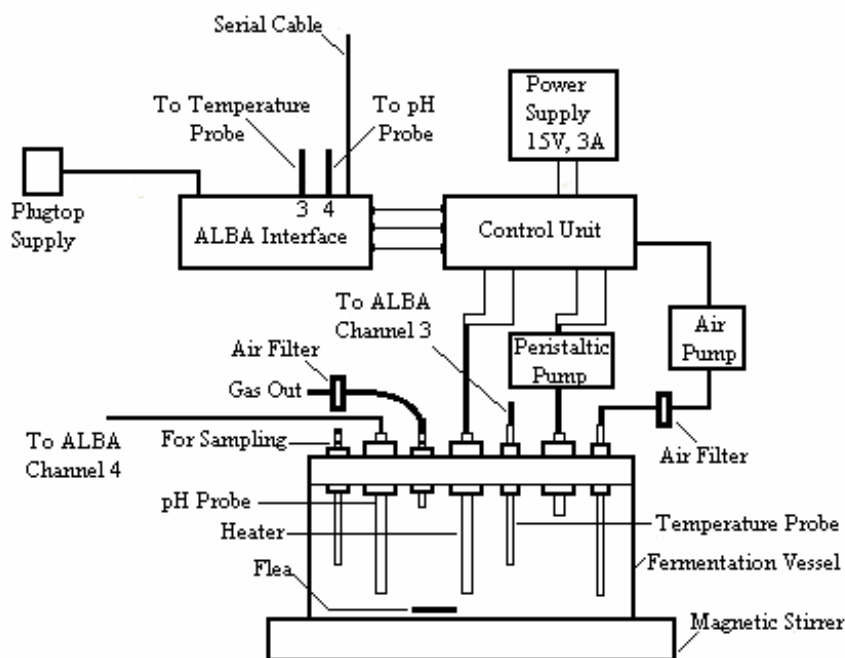 Serial Cable
To Temperature
Probe
To pH
Probe
Power
Supply
15V, 3A
Plugtop
Supply
3 4
ALBA Interface
Control Unit
To ALBA
Channel 3
Air
Pump
Air Filter
Gas Out
Peristaltic
Pump
To ALBA
Channel 4
For Sampling
Air Filter
pH Probe
Heater
Temperature Probe
Flea
Fermentation Vessel
Magnetic Stirrer